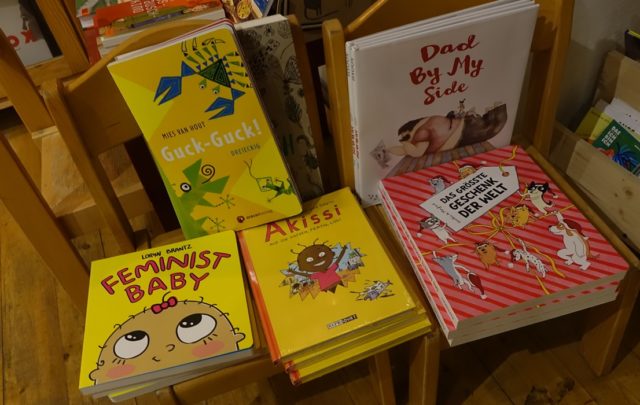 MIES VAN HOUT
Guck-Guck!
DREIECKIG
Dad
By My
Side
LORYN BRANTZ
FEMINIST
BABY
Akissi
DAS GRÖSSTE
GESCHENK
DER WELT